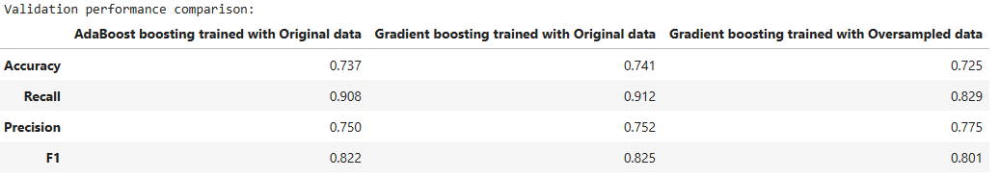 Validation performance comparison:
AdaBoost boosting trained with Original data Gradient boosting trained with Original data Gradient boosting trained with Oversampled data
Accuracy 0.737 0.741 0.725
Recall 0.908 0.912 0.829
Precision 0.750 0.752 0.775
F1 0.822 0.825 0.801